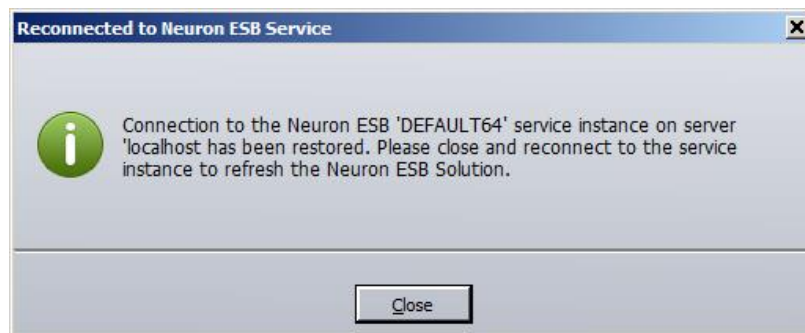 Reconnected to Neuron ESB Service
Connection to the Neuron ESB 'DEFAULT64' service instance on server
'localhost has been restored. Please close and reconnect to the service
instance to refresh the Neuron ESB Solution.
Close